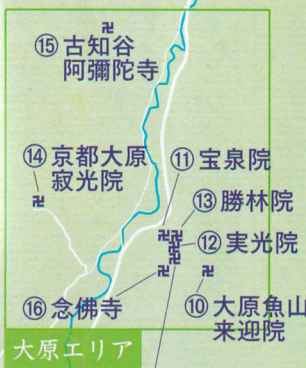 ⑮古知谷
阿彌陀寺
⑭京都大原
寂光院
⑪宝泉院
⑬勝林院
⑫実光院
⑯念佛寺
⑩大原魚山
来迎院
大原エリア